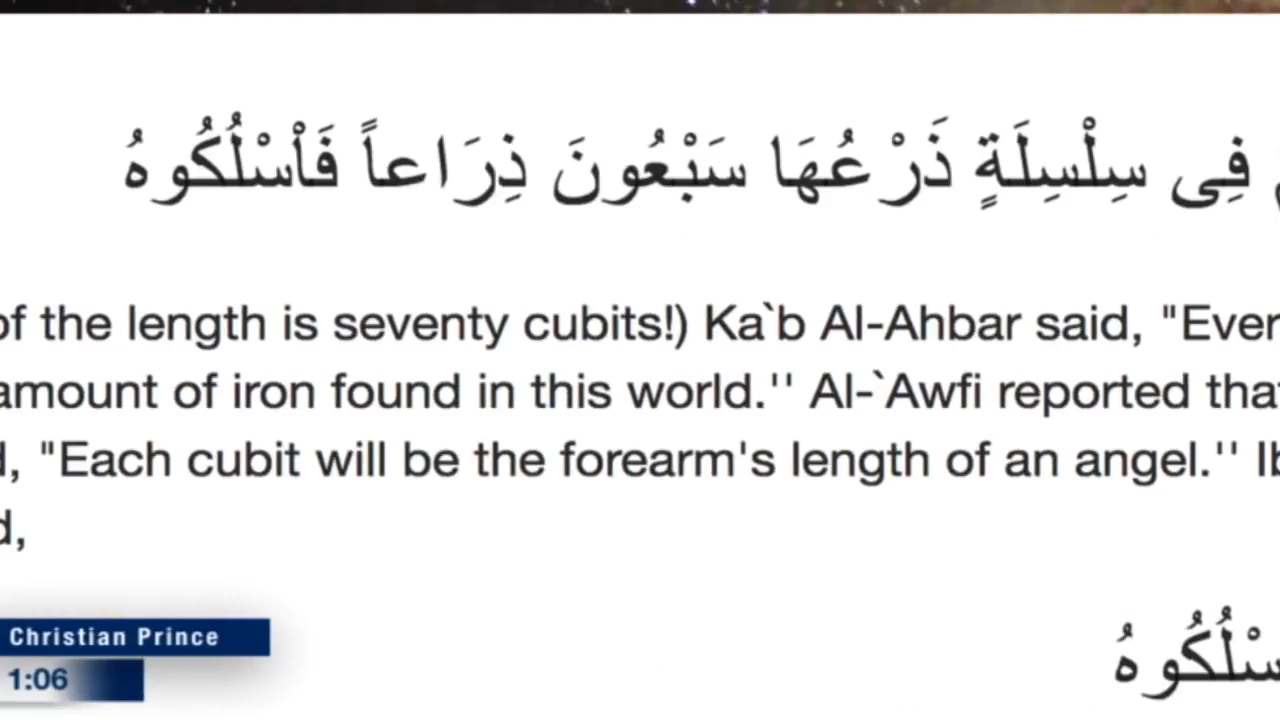 فِى سِلْسِلَةٍ ذَرْعُهَا سَبْعُونَ ذِرَاعاً فَاْسْلُكُوهُ
of the length is seventy cubits!) Ka`b Al-Ahbar said, "Ever
amount of iron found in this world.'' Al-`Awfi reported that
d, "Each cubit will be the forearm's length of an angel.'' Ib
d,
سْلُكُوهُ
Christian Prince
1:06